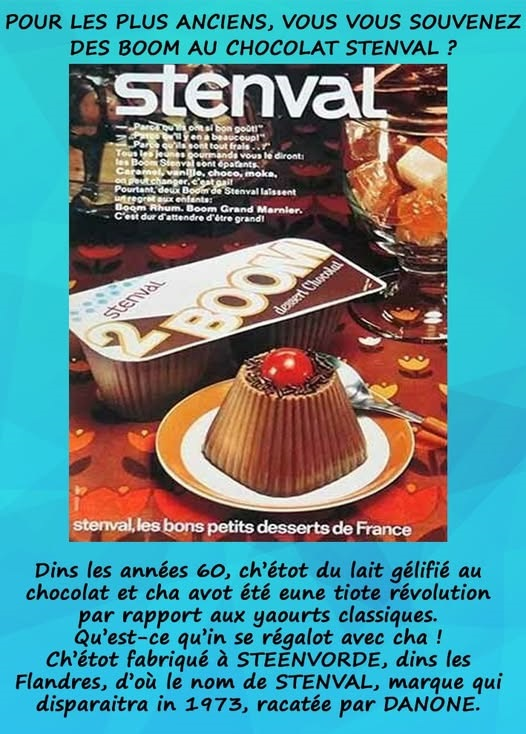 POUR LES PLUS ANCIENS, VOUS VOUS SOUVENEZ
DES BOOM AU CHOCOLAT STENVAL ?
stenval
— „Parce qu'ils ont si bon goût!"
— „Parce qu'il y en a beaucoup!"
— „Parce qu'ils sont tout frais . . ?"
Tous les jeunes gourmands vous le diront:
les Boom Stenval sont épatants.
Caramel, vanille, choco, moka,
on peut changer, c'est gai!
Pourtant, deux Boom de Stenval laissent
un regret aux enfants:
Boom Rhum, Boom Grand Marnier.
C'est dur d'attendre d'être grand!
stenval
2 BOOM
dessert Chocolat
stenval, les bons petits desserts de France
Dins les années 60, ch'étot du lait gélifié au
chocolat et cha avot été eune tiote révolution
par rapport aux yaourts classiques.
Qu'est-ce qu'in se régalot avec cha !
Ch'étot fabriqué à STEENVORDE, dins les
Flandres, d'où le nom de STENVAL, marque qui
disparaitra in 1973, racatée par DANONE.